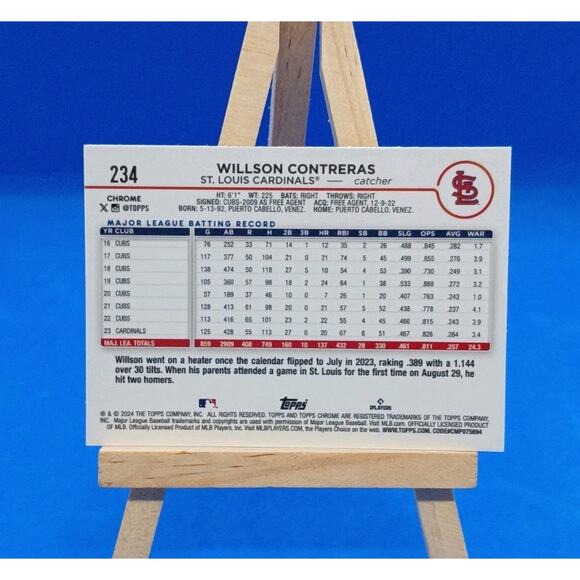 234
WILLSON CONTRERAS
ST. LOUIS CARDINALS® — catcher
HT: 6'1" WT: 225 BATS: RIGHT THROWS: RIGHT
SIGNED: CUBS-2009 AS FREE AGENT ACQ: FREE AGENT, 12-9-22
BORN: 5-13-92, PUERTO CABELLO, VENEZ. HOME: PUERTO CABELLO, VENEZ.
CHROME
X @TOPPS
StL
MAJOR LEAGUE BATTING RECORD
YR CLUB G AB R H 2B 3B HR RBI SB BB SLG OPS AVG WAR
16 CUBS 76 252 33 71 14 1 12 35 2 26 .488 .845 .282 1.7
17 CUBS 117 377 50 104 21 0 21 74 5 45 .499 .855 .276 3.9
18 CUBS 138 474 50 118 27 5 10 54 4 53 .390 .730 .249 3.1
19 CUBS 105 360 57 98 18 2 24 64 1 38 .533 .888 .272 3.2
20 CUBS 57 189 37 46 10 0 7 26 1 20 .407 .763 .243 1.0
21 CUBS 128 413 61 98 20 0 21 57 5 52 .438 .778 .237 4.1
22 CUBS 113 416 65 101 23 2 22 55 4 45 .466 .815 .243 3.9
23 CARDINALS 125 428 55 113 27 0 20 67 6 51 .467 .826 .264 3.4
MAJ. LEA. TOTALS 859 2909 408 749 160 10 137 432 28 330 .461 .811 .257 24.3
Willson went on a heater once the calendar flipped to July in 2023, raking .389 with a 1.144
over 30 tilts. When his parents attended a game in St. Louis for the first time on August 29, he
hit two homers.
Topps
PLAYERS
® & © 2024 THE TOPPS COMPANY, INC. ALL RIGHTS RESERVED. TOPPS AND TOPPS CHROME ARE REGISTERED TRADEMARKS OF THE TOPPS COMPANY,
INC. Major League Baseball trademarks and copyrights are used with permission of Major League Baseball. Visit MLB.com. OFFICIALLY LICENSED PRODUCT
OF MLB. Officially Licensed Product of MLB Players, Inc. Visit MLBPLAYERS.COM, the Players Choice on the web. WWW.TOPPS.COM. CODE#CMP075694